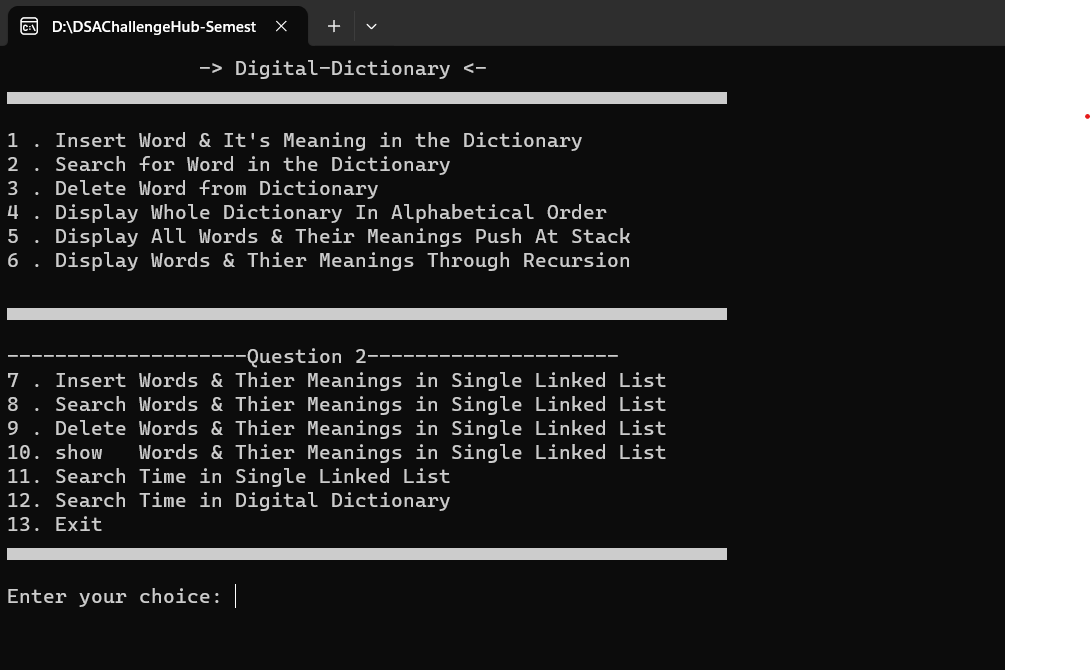 D:\DSAChallengeHub-Semest
-> Digital-Dictionary <-
1 . Insert Word & It's Meaning in the Dictionary
2 . Search for Word in the Dictionary
3 . Delete Word from Dictionary
4 . Display Whole Dictionary In Alphabetical Order
5 . Display All Words & Their Meanings Push At Stack
6 . Display Words & Thier Meanings Through Recursion
--------------------Question 2---------------------
7 . Insert Words & Thier Meanings in Single Linked List
8 . Search Words & Thier Meanings in Single Linked List
9 . Delete Words & Thier Meanings in Single Linked List
10. show   Words & Thier Meanings in Single Linked List
11. Search Time in Single Linked List
12. Search Time in Digital Dictionary
13. Exit
Enter your choice: